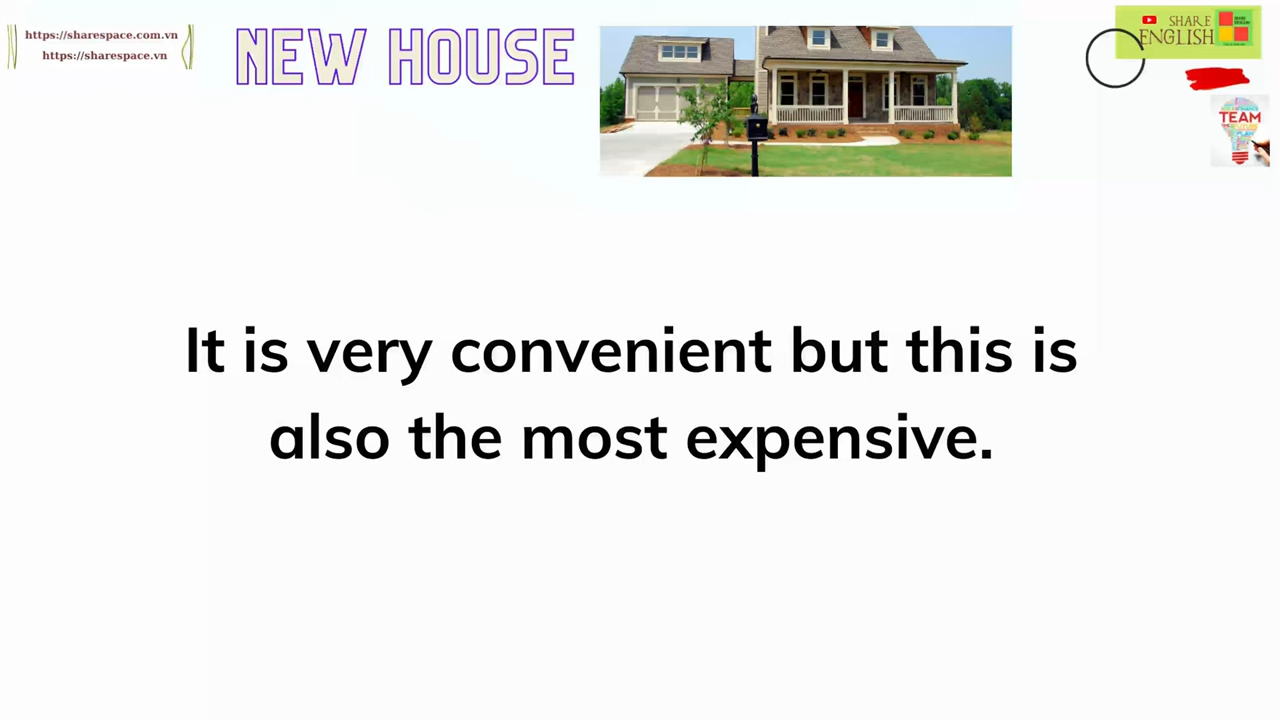 https://sharespace.com.vn
https://sharespace.vn
NEW HOUSE
SHARE
ENGLISH
TEAM
PLAN
It is very convenient but this is
also the most expensive.